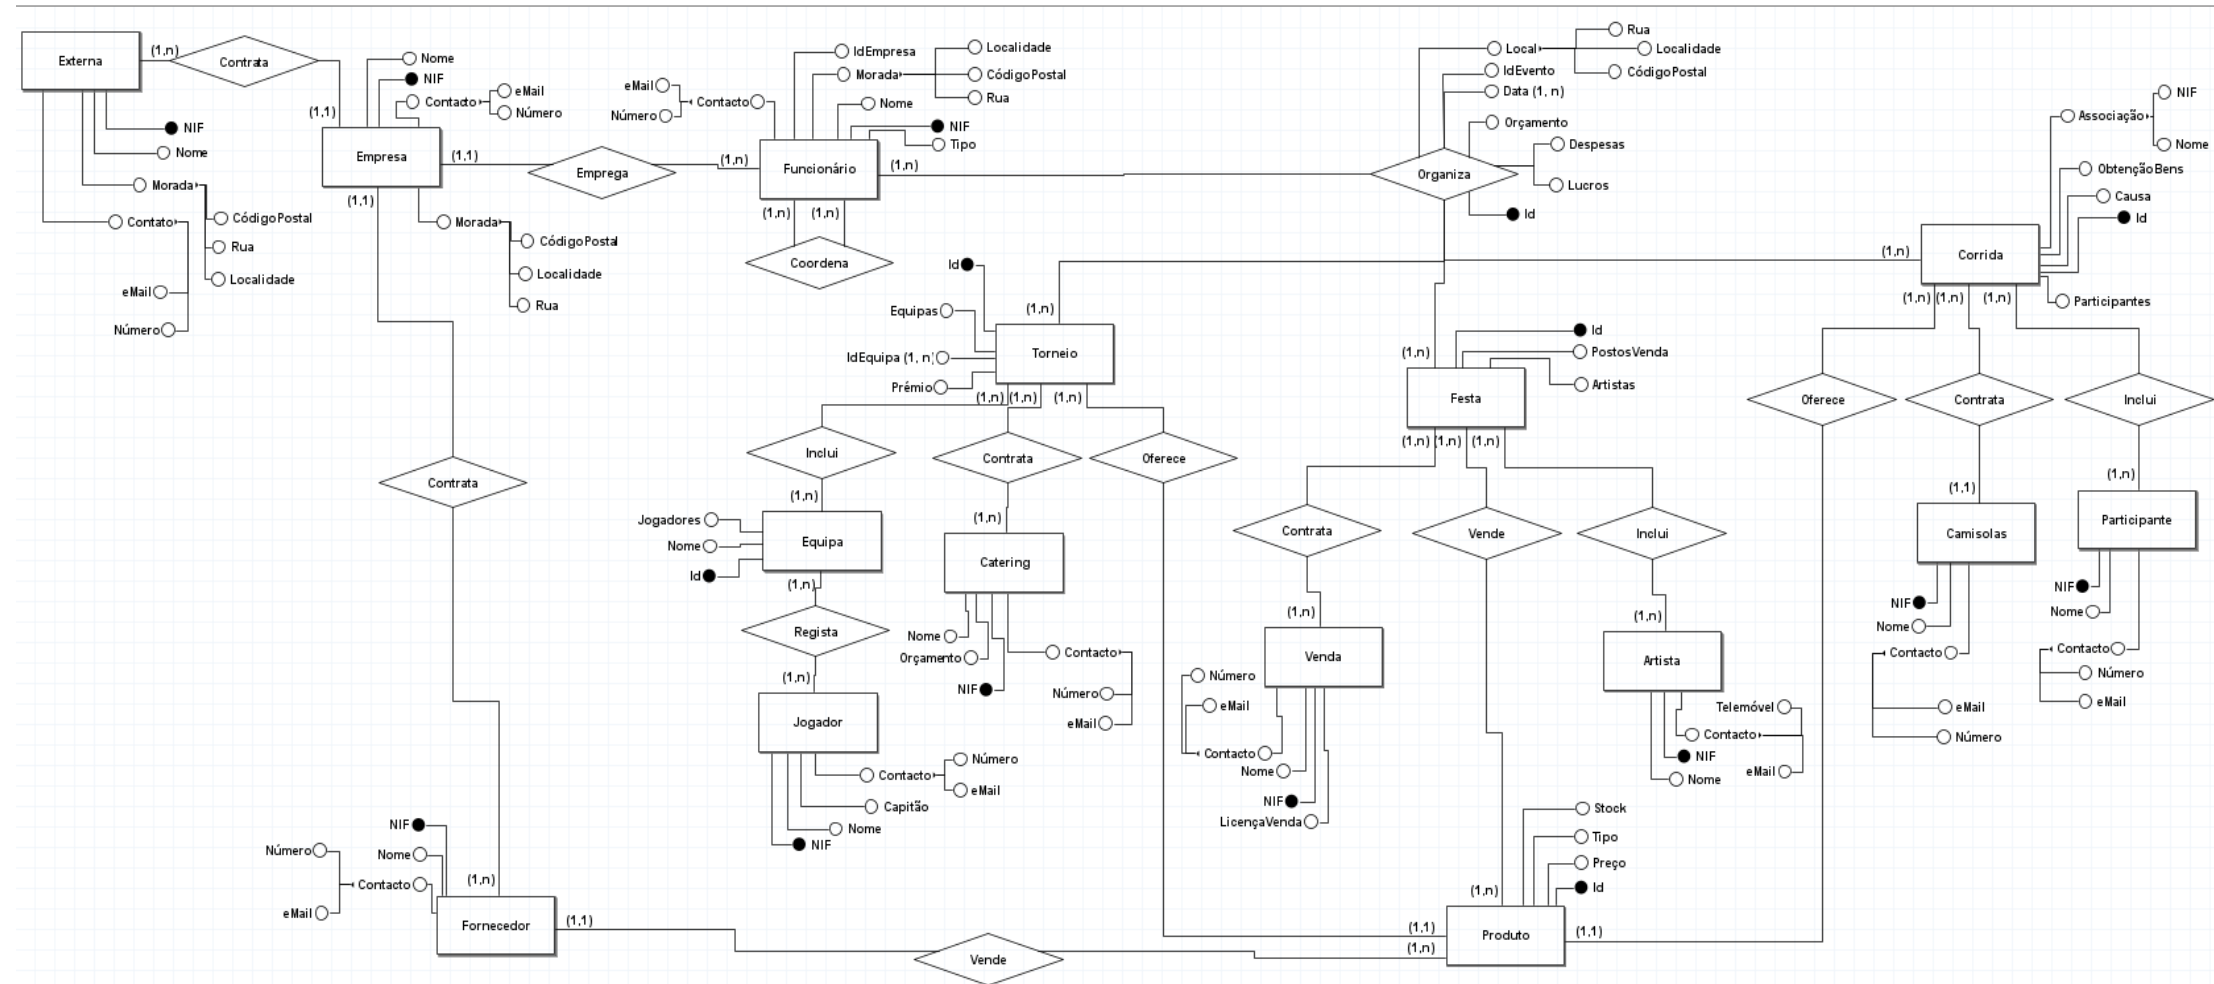 Externa
(1,n)
Contrata
(1,1)
NIF
Nome
Morada
CódigoPostal
Rua
Localidade
Contato
eMail
Número
Nome
NIF
Contacto
eMail
Número
Empresa
(1,1)
(1,1)
Morada
CódigoPostal
Localidade
Rua
Emprega
(1,n)
eMail
Número
Contacto
IdEmpresa
Morada
Localidade
CódigoPostal
Rua
Nome
NIF
Tipo
Funcionário
(1,n)
(1,n)
(1,n)
Coordena
Local
Rua
Localidade
CódigoPostal
IdEvento
Data (1, n)
Orçamento
Despesas
Lucros
Organiza
Id
Associação
NIF
Nome
ObtençãoBens
Causa
Id
(1,n)
Corrida
Participantes
(1,n)
(1,n)
(1,n)
Id
Equipas
IdEquipa (1, n)
Prémio
(1,n)
Torneio
(1,n)
(1,n)
(1,n)
Id
PostosVenda
Artistas
(1,n)
Festa
(1,n)
(1,n)
(1,n)
Oferece
Contrata
Inclui
Inclui
Contrata
Oferece
Contrata
(1,n)
Jogadores
Nome
Id
Equipa
(1,n)
Regista
(1,n)
Jogador
Contacto
Número
eMail
Capitão
Nome
NIF
(1,n)
Catering
Nome
Orçamento
NIF
Contacto
Número
eMail
Contrata
Vende
Inclui
(1,n)
Venda
Número
eMail
Contacto
Nome
NIF
LicençaVenda
(1,n)
Artista
Telemóvel
Contacto
NIF
eMail
Nome
(1,1)
Camisolas
NIF
Nome
Contacto
eMail
Número
(1,n)
Participante
NIF
Nome
Contacto
Número
eMail
NIF
Número
Nome
Contacto
eMail
(1,n)
Fornecedor
(1,1)
Vende
Stock
Tipo
Preço
Id
(1,n)
(1,1)
(1,n)
Produto
(1,1)